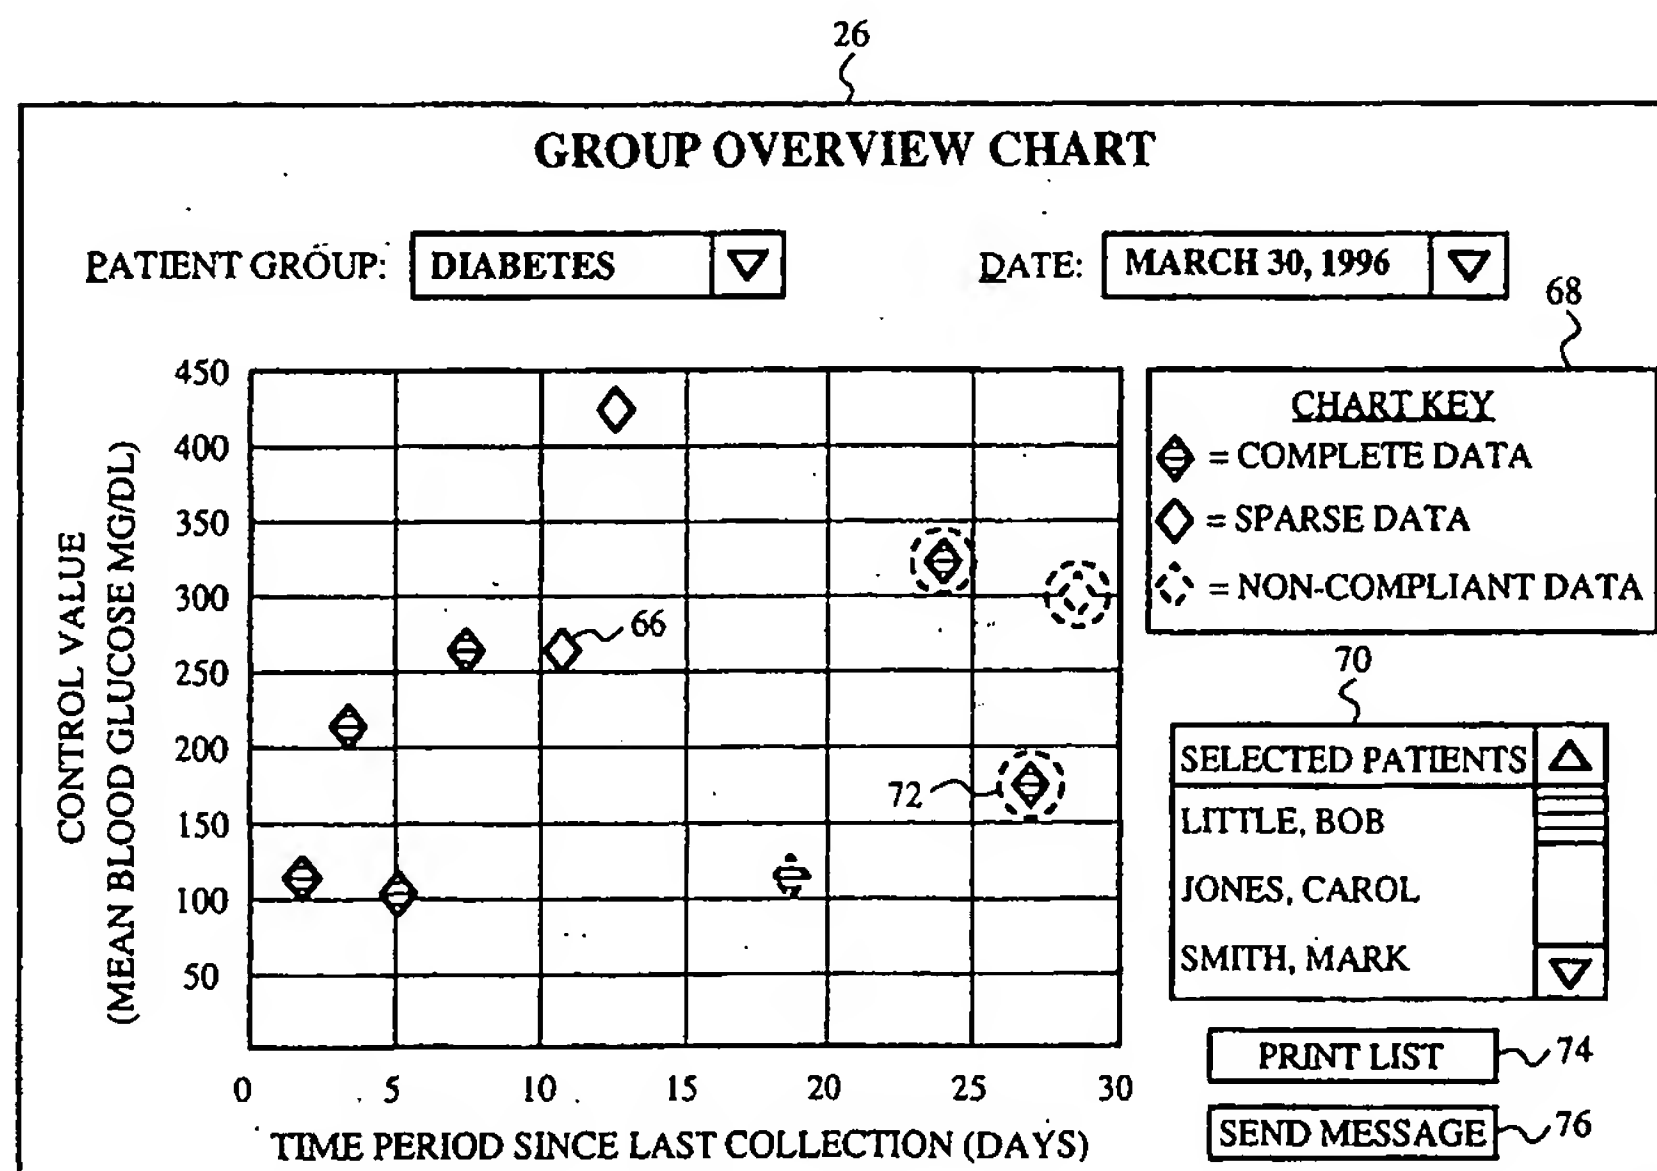 26
GROUP OVERVIEW CHART
PATIENT GROUP: DIABETES
DATE: MARCH 30, 1996
68
450
400
350
300
250
200
150
100
50
CONTROL VALUE
(MEAN BLOOD GLUCOSE MG/DL)
66
72
0 5 10 15 20 25 30
TIME PERIOD SINCE LAST COLLECTION (DAYS)
CHART KEY
= COMPLETE DATA
= SPARSE DATA
= NON-COMPLIANT DATA
70
SELECTED PATIENTS
LITTLE, BOB
JONES, CAROL
SMITH, MARK
PRINT LIST 74
SEND MESSAGE 76